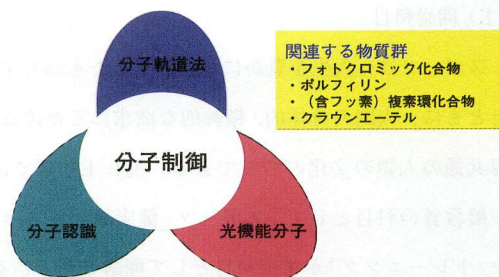 分子軌道法
関連する物質群
・フォトクロミック化合物
・ポルフィリン
・（含フッ素）複素環化合物
・クラウンエーテル
分子制御
分子認識
光機能分子